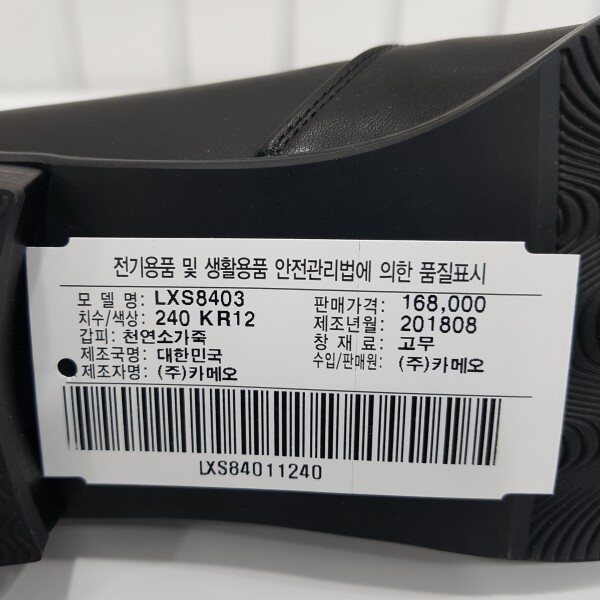 전기용품 및 생활용품 안전관리법에 의한 품질표시
모 델 명: LXS8403 판매가격: 168,000
치수/색상: 240 KR12 제조년월: 201808
갑피: 천연소가죽 창 재 료: 고무
제조국명: 대한민국 수입/판매원: (주)카메오
제조자명: (주)카메오
LXS84011240